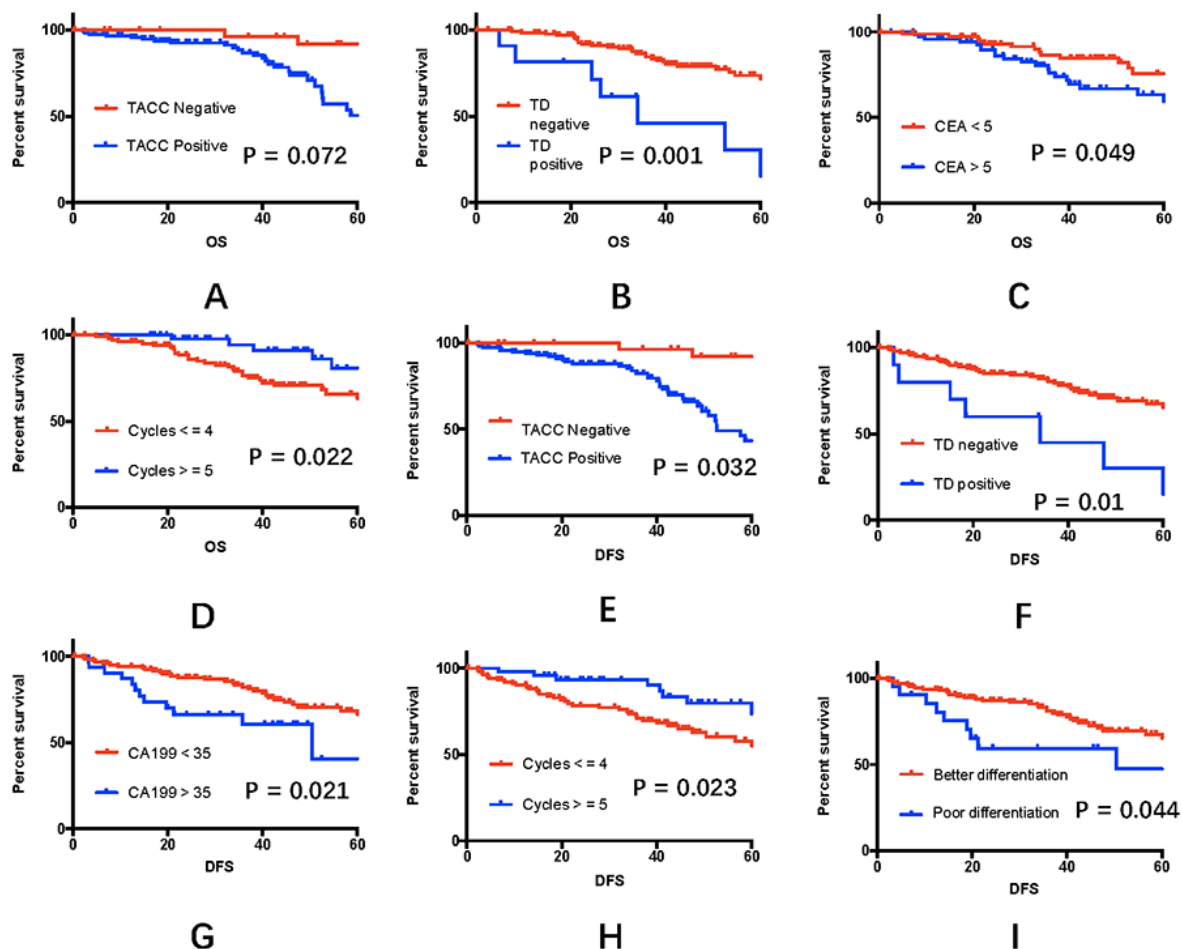 Percent survival
100
50
0
0 20 40 60
TACC Negative
TACC Positive
P = 0.072
OS
A
Percent survival
100
50
0
0 20 40 60
TD
negative
TD
positive
P = 0.001
OS
B
Percent survival
100
50
0
0 20 40 60
CEA < 5
CEA > 5
P = 0.049
OS
C
Percent survival
100
50
0
0 20 40 60
Cycles < = 4
Cycles > = 5
P = 0.022
OS
D
Percent survival
100
50
0
0 20 40 60
TACC Negative
TACC Positive
P = 0.032
DFS
E
Percent survival
100
50
0
0 20 40 60
TD negative
TD positive
P = 0.01
DFS
F
Percent survival
100
50
0
0 20 40 60
CA199 < 35
CA199 > 35
P = 0.021
DFS
G
Percent survival
100
50
0
0 20 40 60
Cycles < = 4
Cycles > = 5
P = 0.023
DFS
H
Percent survival
100
50
0
0 20 40 60
Better differentiation
Poor differentiation
P = 0.044
DFS
I